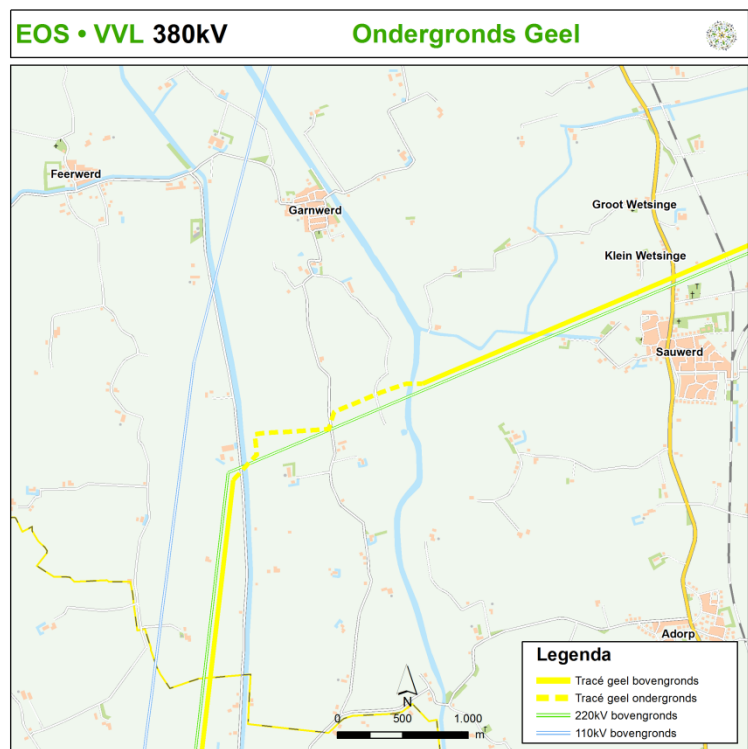 EOS • VVL 380kV Ondergronds Geel
Feerwerd
Garnwerd
Groot Wetsinge
Klein Wetsinge
Sauwerd
Adorp
Legenda
Tracé geel bovengronds
Tracé geel ondergronds
220kV bovengronds
110kV bovengronds
N
0 500 1.000
m